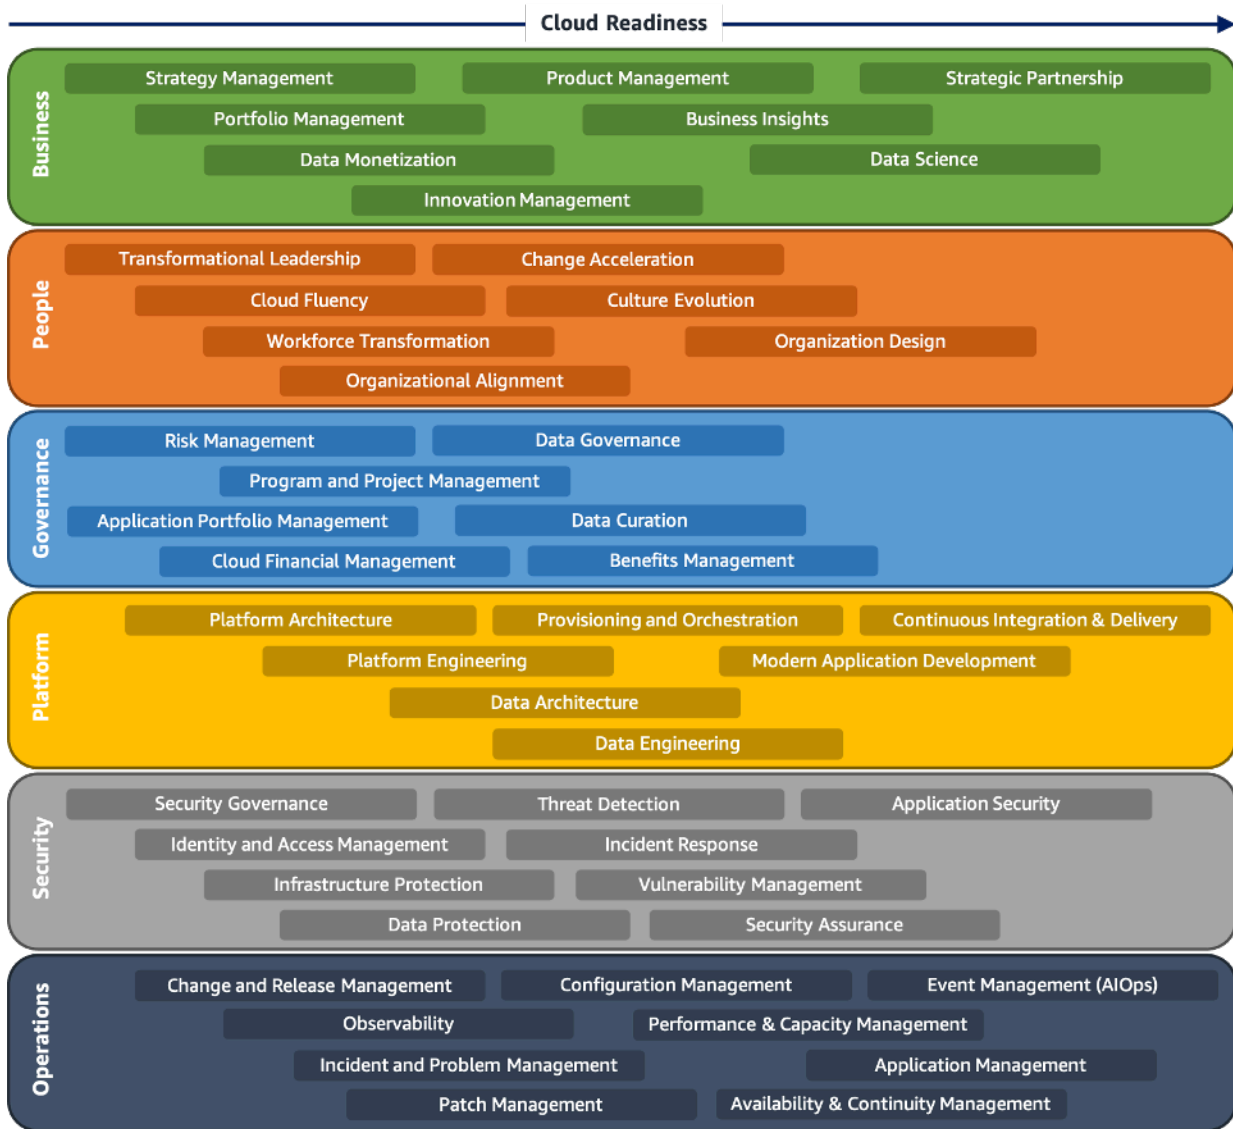 Cloud Readiness
Business
Strategy Management
Product Management
Strategic Partnership
Portfolio Management
Business Insights
Data Monetization
Data Science
Innovation Management
People
Transformational Leadership
Change Acceleration
Cloud Fluency
Culture Evolution
Workforce Transformation
Organization Design
Organizational Alignment
Governance
Risk Management
Data Governance
Program and Project Management
Application Portfolio Management
Data Curation
Cloud Financial Management
Benefits Management
Platform
Platform Architecture
Provisioning and Orchestration
Continuous Integration & Delivery
Platform Engineering
Modern Application Development
Data Architecture
Data Engineering
Security
Security Governance
Threat Detection
Application Security
Identity and Access Management
Incident Response
Infrastructure Protection
Vulnerability Management
Data Protection
Security Assurance
Operations
Change and Release Management
Configuration Management
Event Management (AIOps)
Observability
Performance & Capacity Management
Incident and Problem Management
Application Management
Patch Management
Availability & Continuity Management